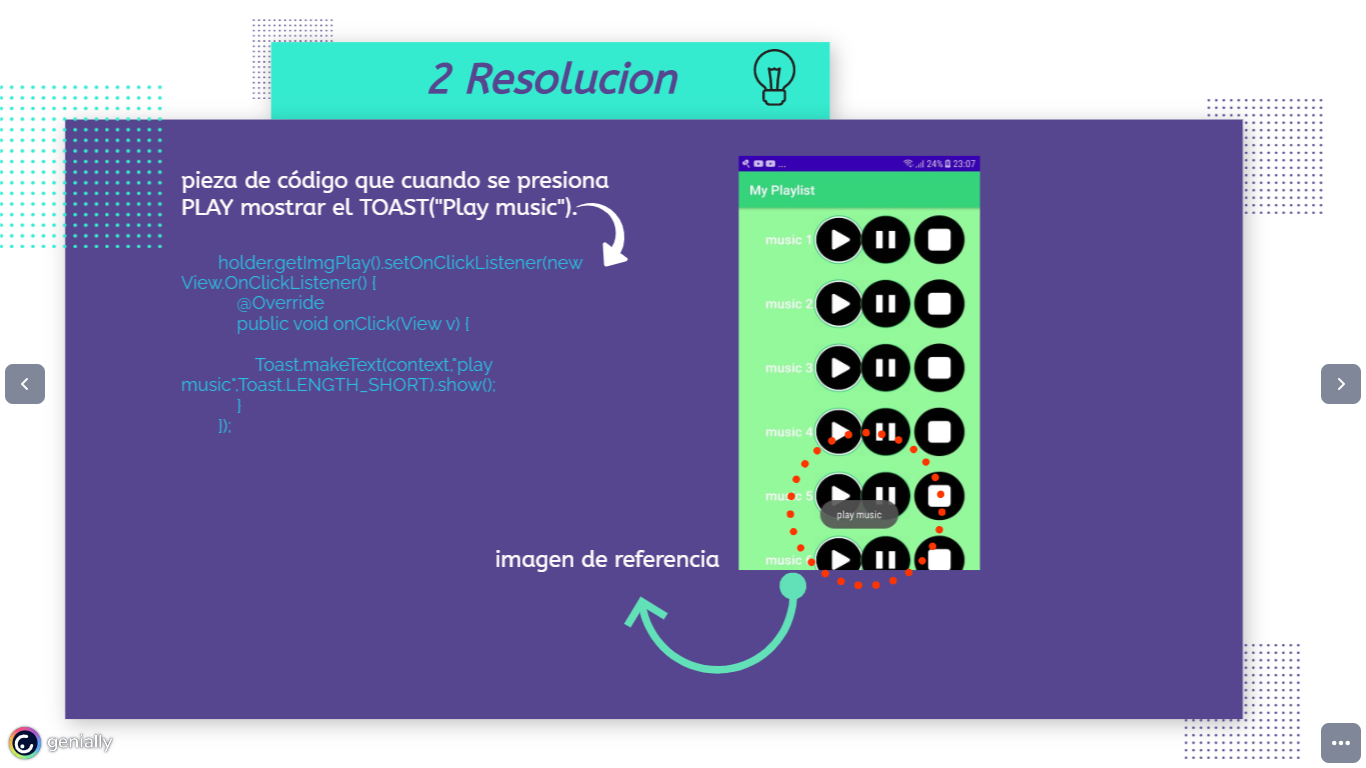 2 Resolucion
pieza de código que cuando se presiona
PLAY mostrar el TOAST("Play music").
holder.getImgPlay().setOnClickListener(new
View.OnClickListener() {
@Override
public void onClick(View v) {
Toast.makeText(context,"play
music",Toast.LENGTH_SHORT).show();
}
});
... 24% 23:07
My Playlist
music 1
music 2
music 3
music 4
music 5
play music
music
imagen de referencia
genially